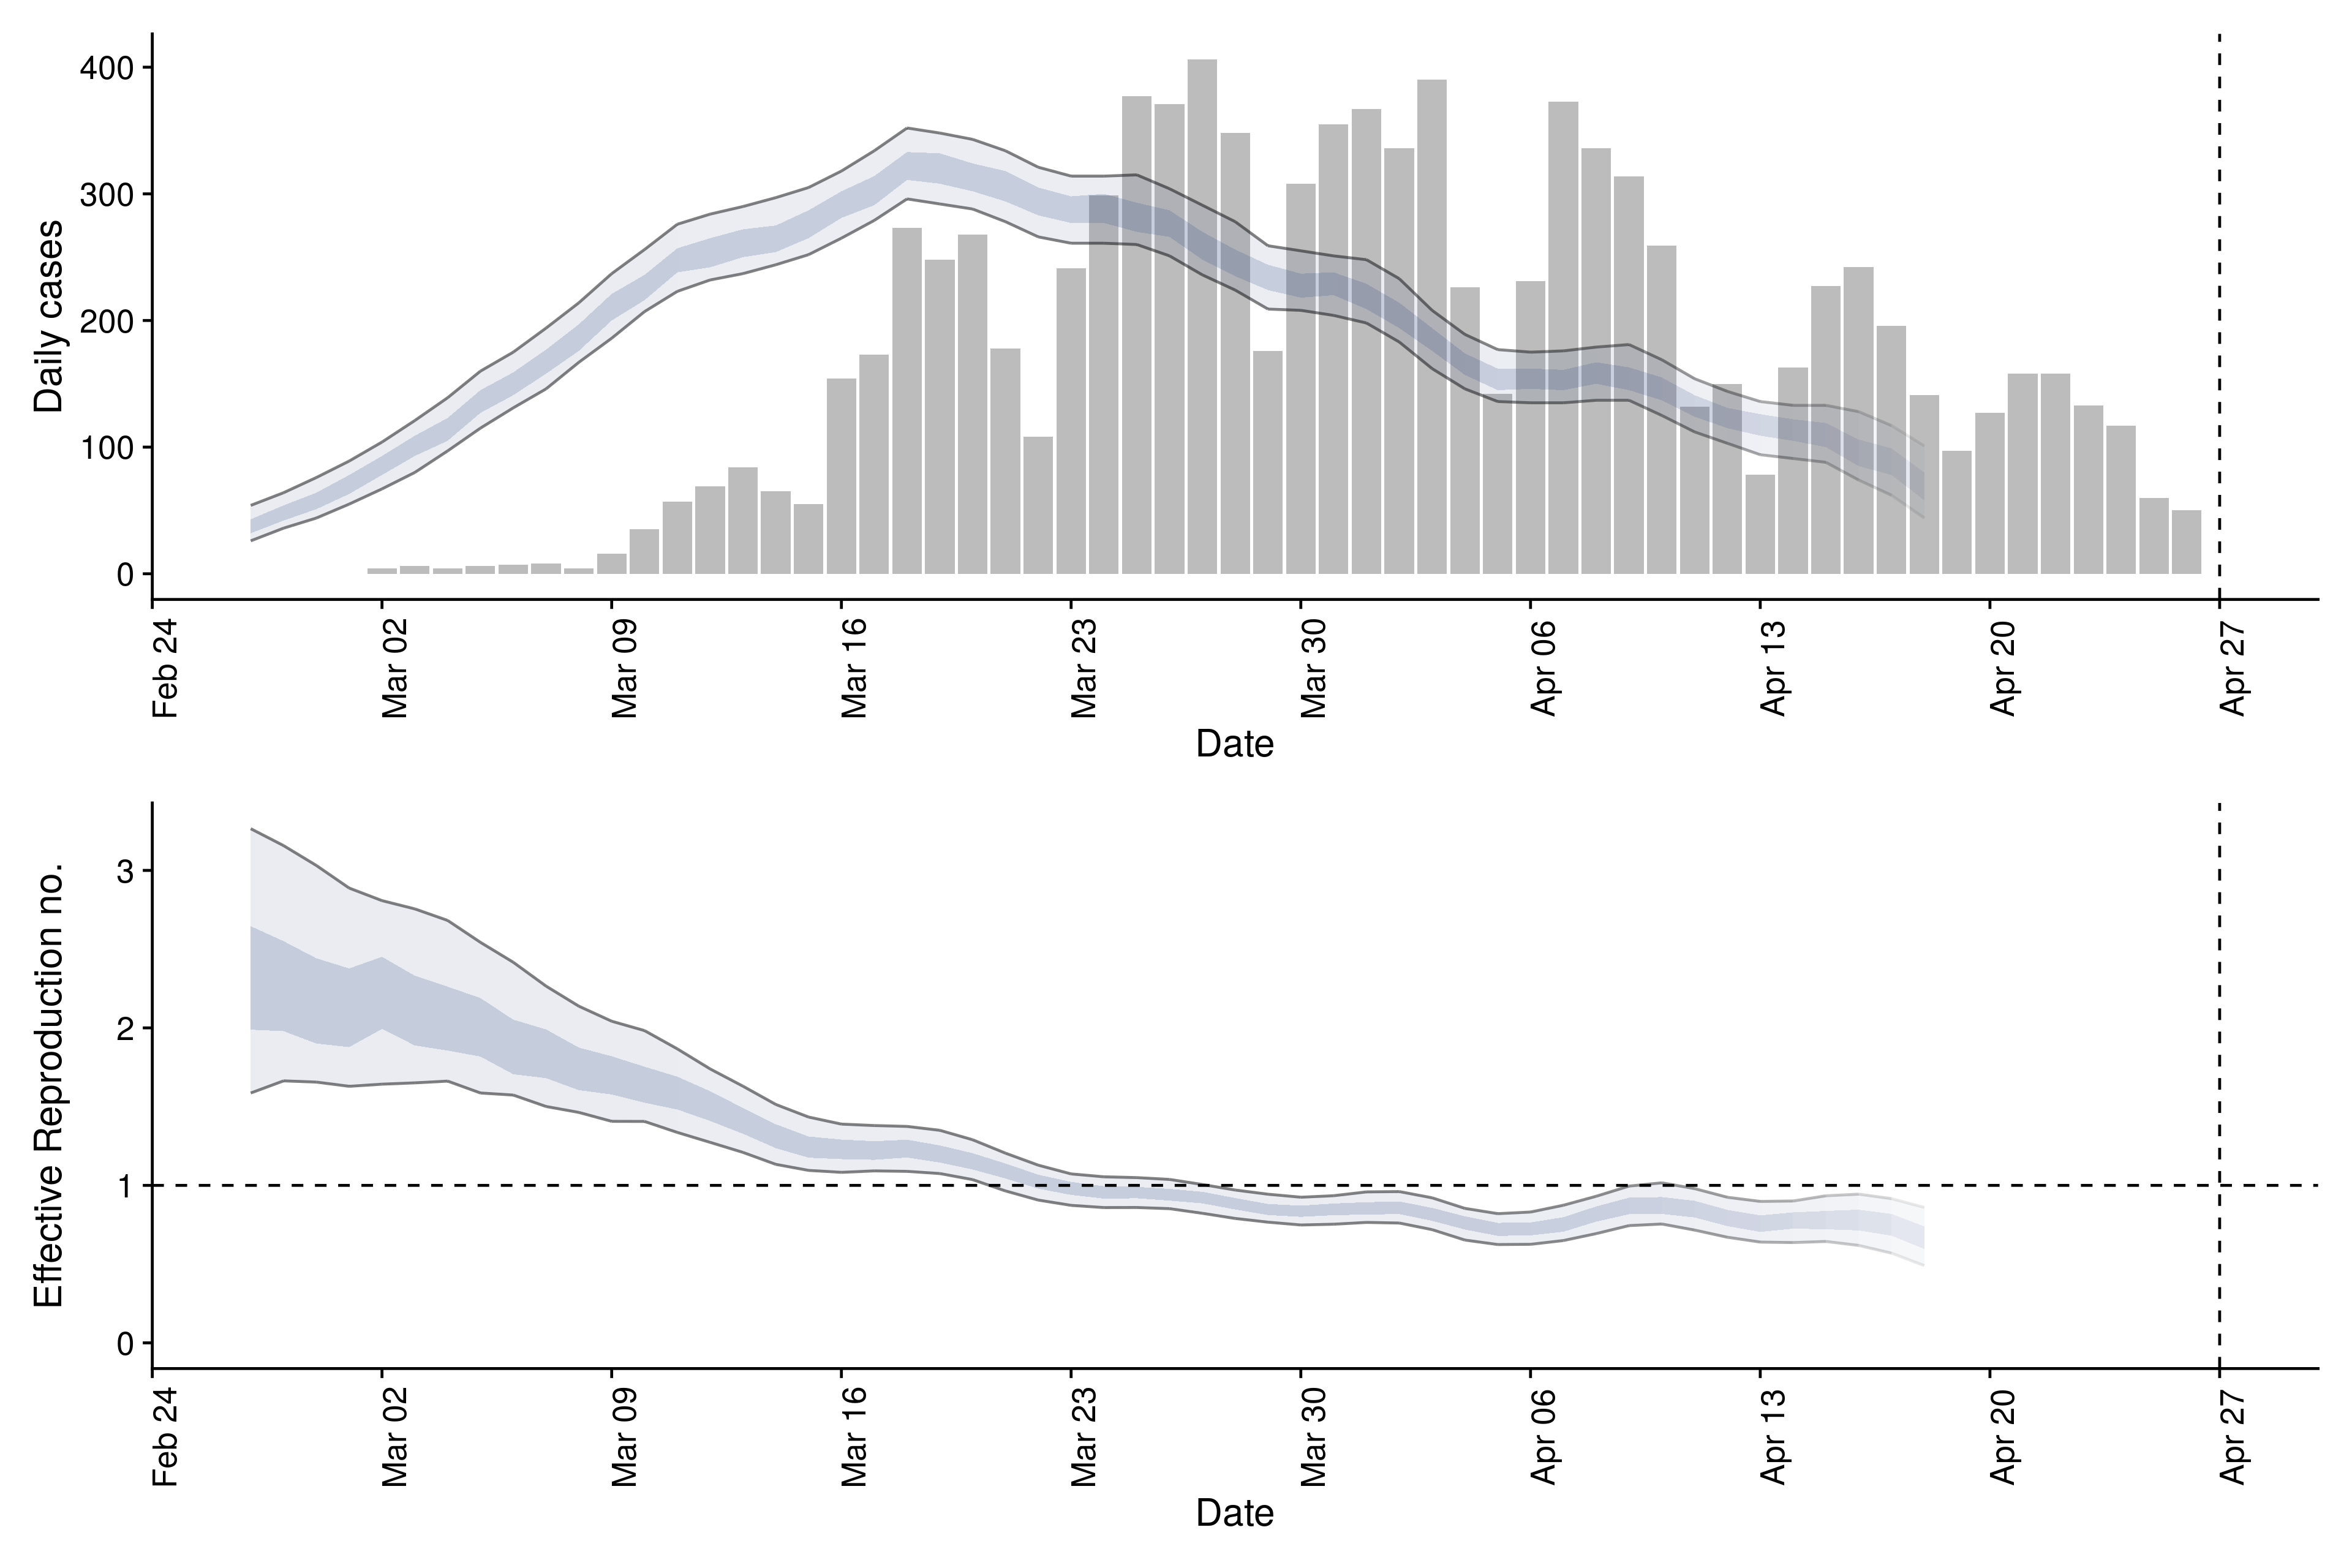 Daily cases
400
300
200
100
0
Feb 24
Mar 02
Mar 09
Mar 16
Mar 23
Mar 30
Apr 06
Apr 13
Apr 20
Apr 27
Date
Effective Reproduction no.
3
2
1
0
Feb 24
Mar 02
Mar 09
Mar 16
Mar 23
Mar 30
Apr 06
Apr 13
Apr 20
Apr 27
Date